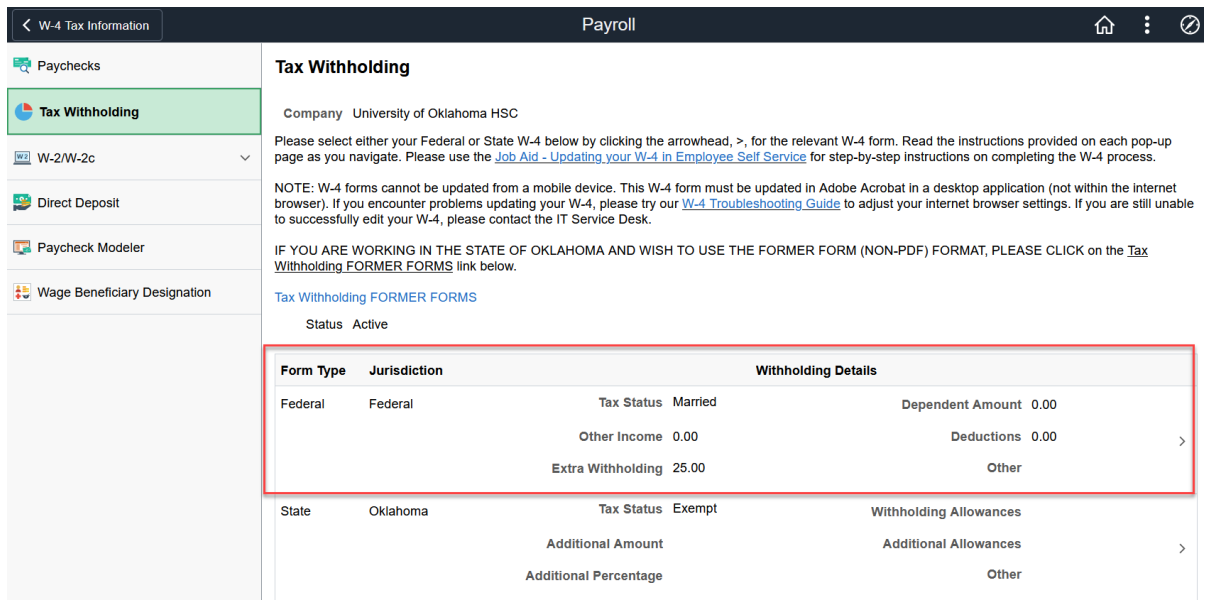 W-4 Tax Information
Payroll
Paychecks
Tax Withholding
W2 W-2/W-2c
Direct Deposit
Paycheck Modeler
Wage Beneficiary Designation
Tax Withholding
Company University of Oklahoma HSC
Please select either your Federal or State W-4 below by clicking the arrowhead, >, for the relevant W-4 form. Read the instructions provided on each pop-up
page as you navigate. Please use the Job Aid - Updating your W-4 in Employee Self Service for step-by-step instructions on completing the W-4 process.
NOTE: W-4 forms cannot be updated from a mobile device. This W-4 form must be updated in Adobe Acrobat in a desktop application (not within the internet
browser). If you encounter problems updating your W-4, please try our W-4 Troubleshooting Guide to adjust your internet browser settings. If you are still unable
to successfully edit your W-4, please contact the IT Service Desk.
IF YOU ARE WORKING IN THE STATE OF OKLAHOMA AND WISH TO USE THE FORMER FORM (NON-PDF) FORMAT, PLEASE CLICK on the Tax
Withholding FORMER FORMS link below.
Tax Withholding FORMER FORMS
Status Active
Form Type Jurisdiction Withholding Details
Federal Federal Tax Status Married Dependent Amount 0.00
Other Income 0.00 Deductions 0.00
Extra Withholding 25.00 Other
State Oklahoma Tax Status Exempt Withholding Allowances
Additional Amount Additional Allowances
Additional Percentage Other